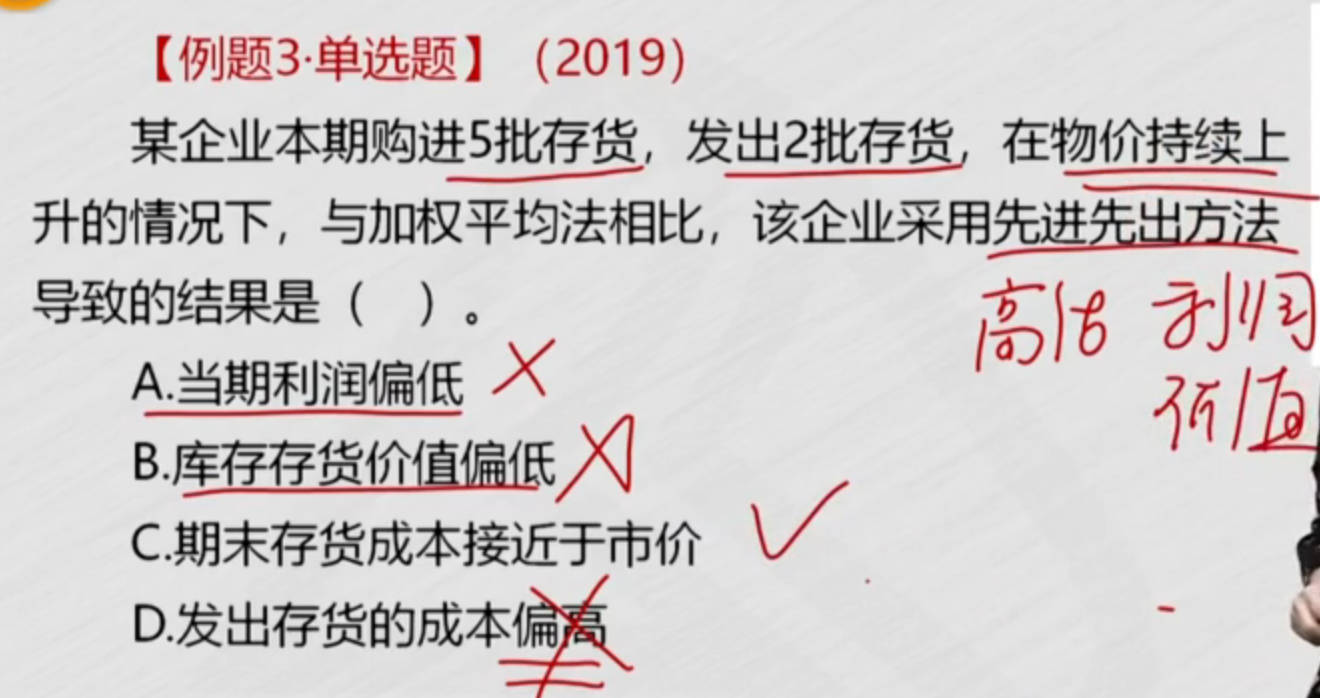 【例题3·单选题】（2019）
某企业本期购进5批存货，发出2批存货，在物价持续上
升的情况下，与加权平均法相比，该企业采用先进先出方法
导致的结果是（ ）。
高估 利润
价值
A.当期利润偏低
B.库存存货价值偏低
C.期末存货成本接近于市价
D.发出存货的成本偏高